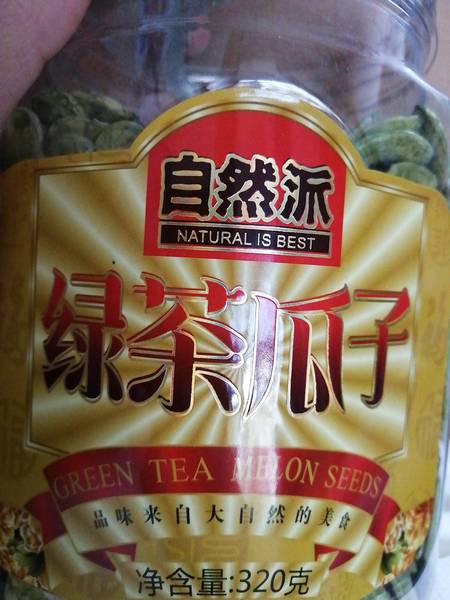 自然派
NATURAL IS BEST
绿茶瓜子
GREEN TEA MELON SEEDS
品味来自大自然的美食
净含量:320克